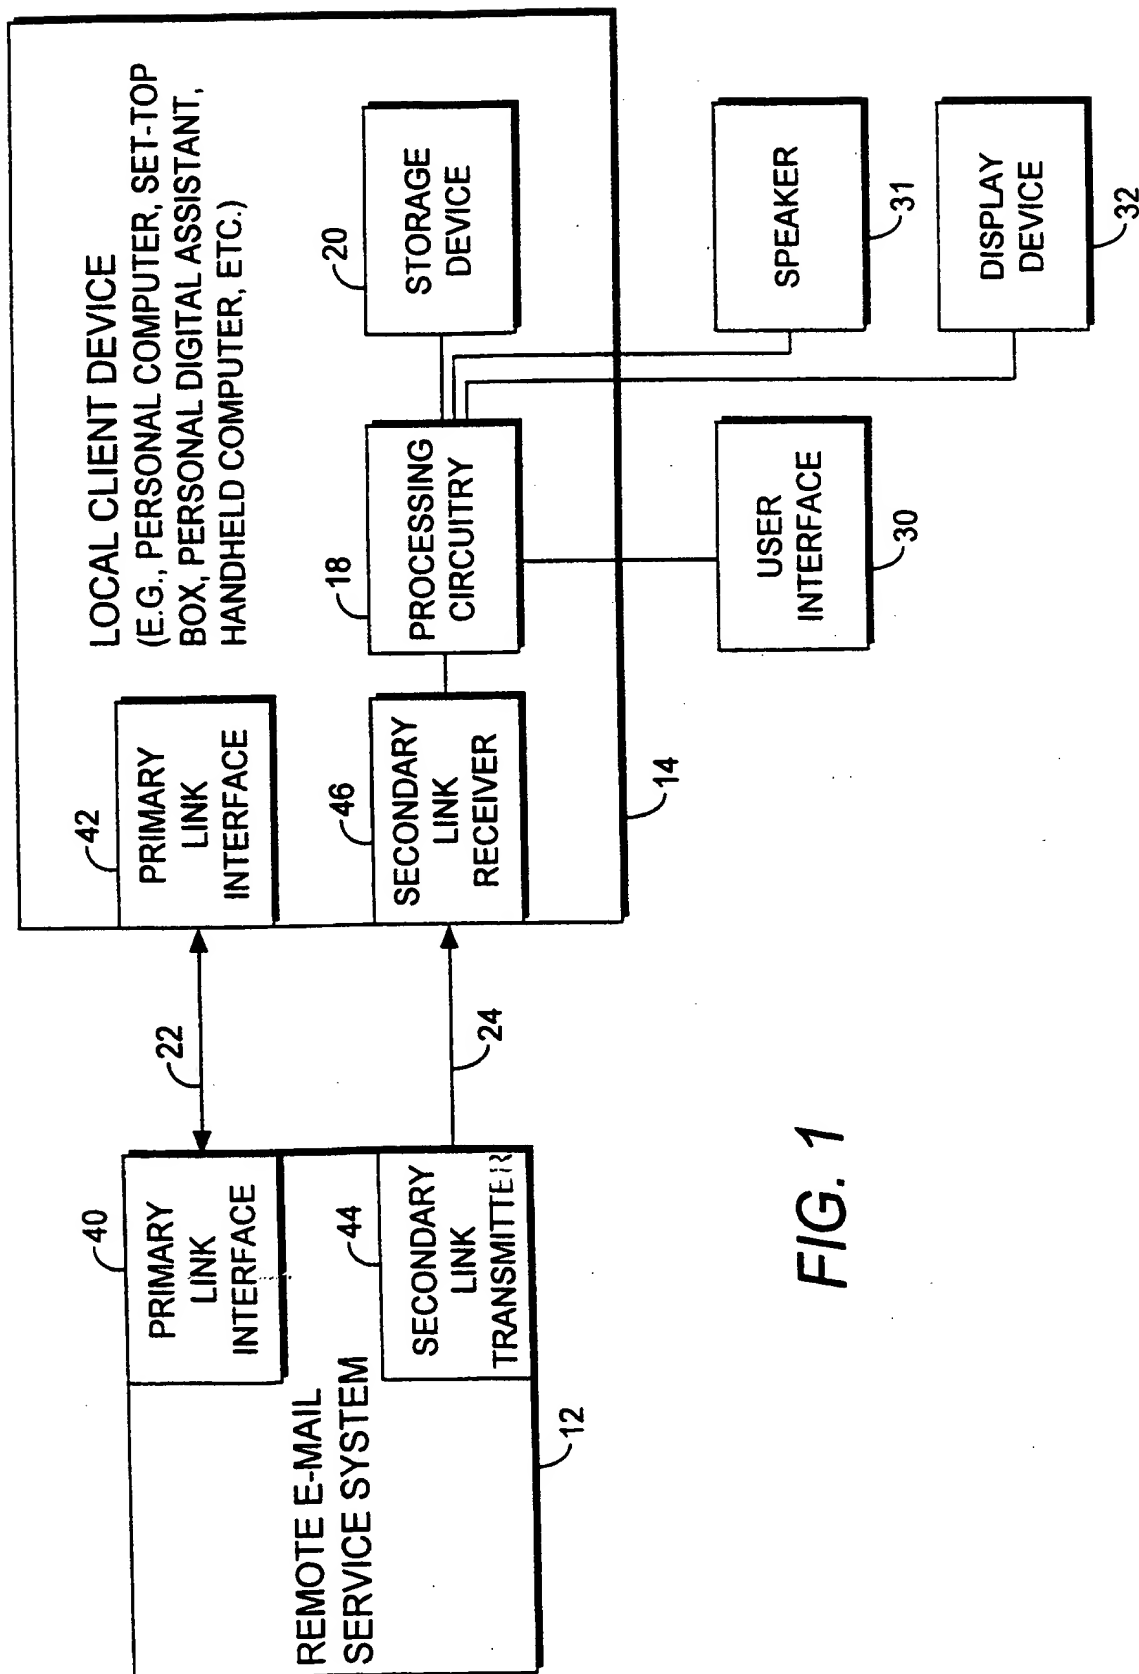 LOCAL CLIENT DEVICE
(E.G., PERSONAL COMPUTER, SET-TOP
BOX, PERSONAL DIGITAL ASSISTANT,
HANDHELD COMPUTER, ETC.)
40
PRIMARY
LINK
INTERFACE
22
42
PRIMARY
LINK
INTERFACE
REMOTE E-MAIL
SERVICE SYSTEM
44
SECONDARY
LINK
TRANSMITTER
24
46
SECONDARY
LINK
RECEIVER
18
PROCESSING
CIRCUITRY
20
STORAGE
DEVICE
12
14
USER
INTERFACE
30
SPEAKER
31
DISPLAY
DEVICE
32
FIG. 1